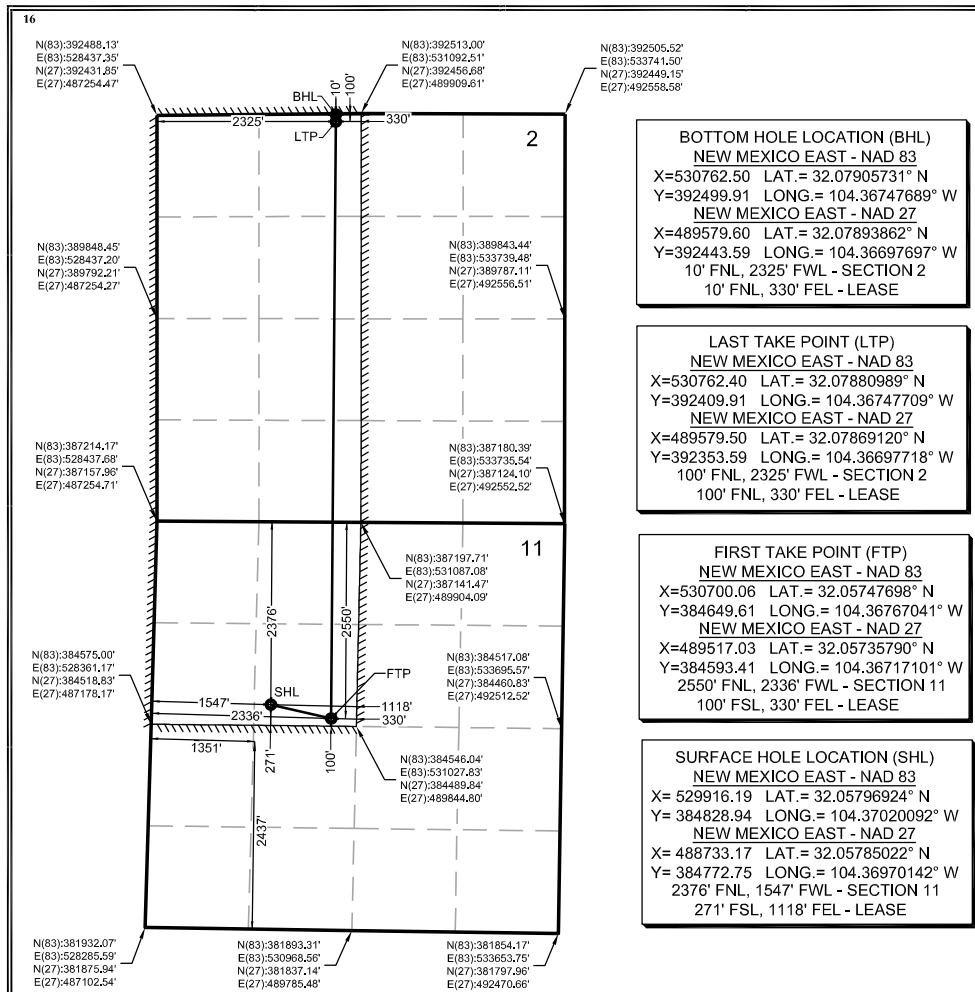 16
N(83):392488.13'
E(83):528437.35'
N(27):392431.85'
E(27):487254.47'
N(83):392513.00'
E(83):531092.51'
N(27):392456.68'
E(27):489909.61'
N(83):392505.52'
E(83):533741.50'
N(27):392449.15'
E(27):492558.58'
BHL
10'
100'
2325'
330'
LTP
2
N(83):389848.45'
E(83):528437.20'
N(27):389792.21'
E(27):487254.27'
N(83):389843.44'
E(83):533739.48'
N(27):389787.11'
E(27):492556.51'
N(83):387214.17'
E(83):528437.68'
N(27):387157.96'
E(27):487254.71'
N(83):387180.39'
E(83):533735.54'
N(27):387124.10'
E(27):492552.52'
11
N(83):387197.71'
E(83):531087.08'
N(27):387141.47'
E(27):489904.09'
2376'
2550'
N(83):384575.00'
E(83):528361.17'
N(27):384518.83'
E(27):487178.17'
N(83):384517.08'
E(83):533695.57'
N(27):384460.83'
E(27):492512.52'
FTP
SHL
1547'
1118'
2336'
330'
1351'
271'
100'
N(83):384546.04'
E(83):531027.83'
N(27):384489.84'
E(27):489844.80'
2437'
N(83):381932.07'
E(83):528285.59'
N(27):381875.94'
E(27):487102.54'
N(83):381893.31'
E(83):530968.56'
N(27):381837.14'
E(27):489785.48'
N(83):381854.17'
E(83):533653.75'
N(27):381797.96'
E(27):492470.66'
BOTTOM HOLE LOCATION (BHL)
NEW MEXICO EAST - NAD 83
X=530762.50 LAT.= 32.07905731° N
Y=392499.91 LONG.= 104.36747689° W
NEW MEXICO EAST - NAD 27
X=489579.60 LAT.= 32.07893862° N
Y=392443.59 LONG.= 104.36697697° W
10' FNL, 2325' FWL - SECTION 2
10' FNL, 330' FEL - LEASE
LAST TAKE POINT (LTP)
NEW MEXICO EAST - NAD 83
X=530762.40 LAT.= 32.07880989° N
Y=392409.91 LONG.= 104.36747709° W
NEW MEXICO EAST - NAD 27
X=489579.50 LAT.= 32.07869120° N
Y=392353.59 LONG.= 104.36697718° W
100' FNL, 2325' FWL - SECTION 2
100' FNL, 330' FEL - LEASE
FIRST TAKE POINT (FTP)
NEW MEXICO EAST - NAD 83
X=530700.06 LAT.= 32.05747698° N
Y=384649.61 LONG.= 104.36767041° W
NEW MEXICO EAST - NAD 27
X=489517.03 LAT.= 32.05735790° N
Y=384593.41 LONG.= 104.36717101° W
2550' FNL, 2336' FWL - SECTION 11
100' FSL, 330' FEL - LEASE
SURFACE HOLE LOCATION (SHL)
NEW MEXICO EAST - NAD 83
X= 529916.19 LAT.= 32.05796924° N
Y= 384828.94 LONG.= 104.37020092° W
NEW MEXICO EAST - NAD 27
X= 488733.17 LAT.= 32.05785022° N
Y= 384772.75 LONG.= 104.36970142° W
2376' FNL, 1547' FWL - SECTION 11
271' FSL, 1118' FEL - LEASE